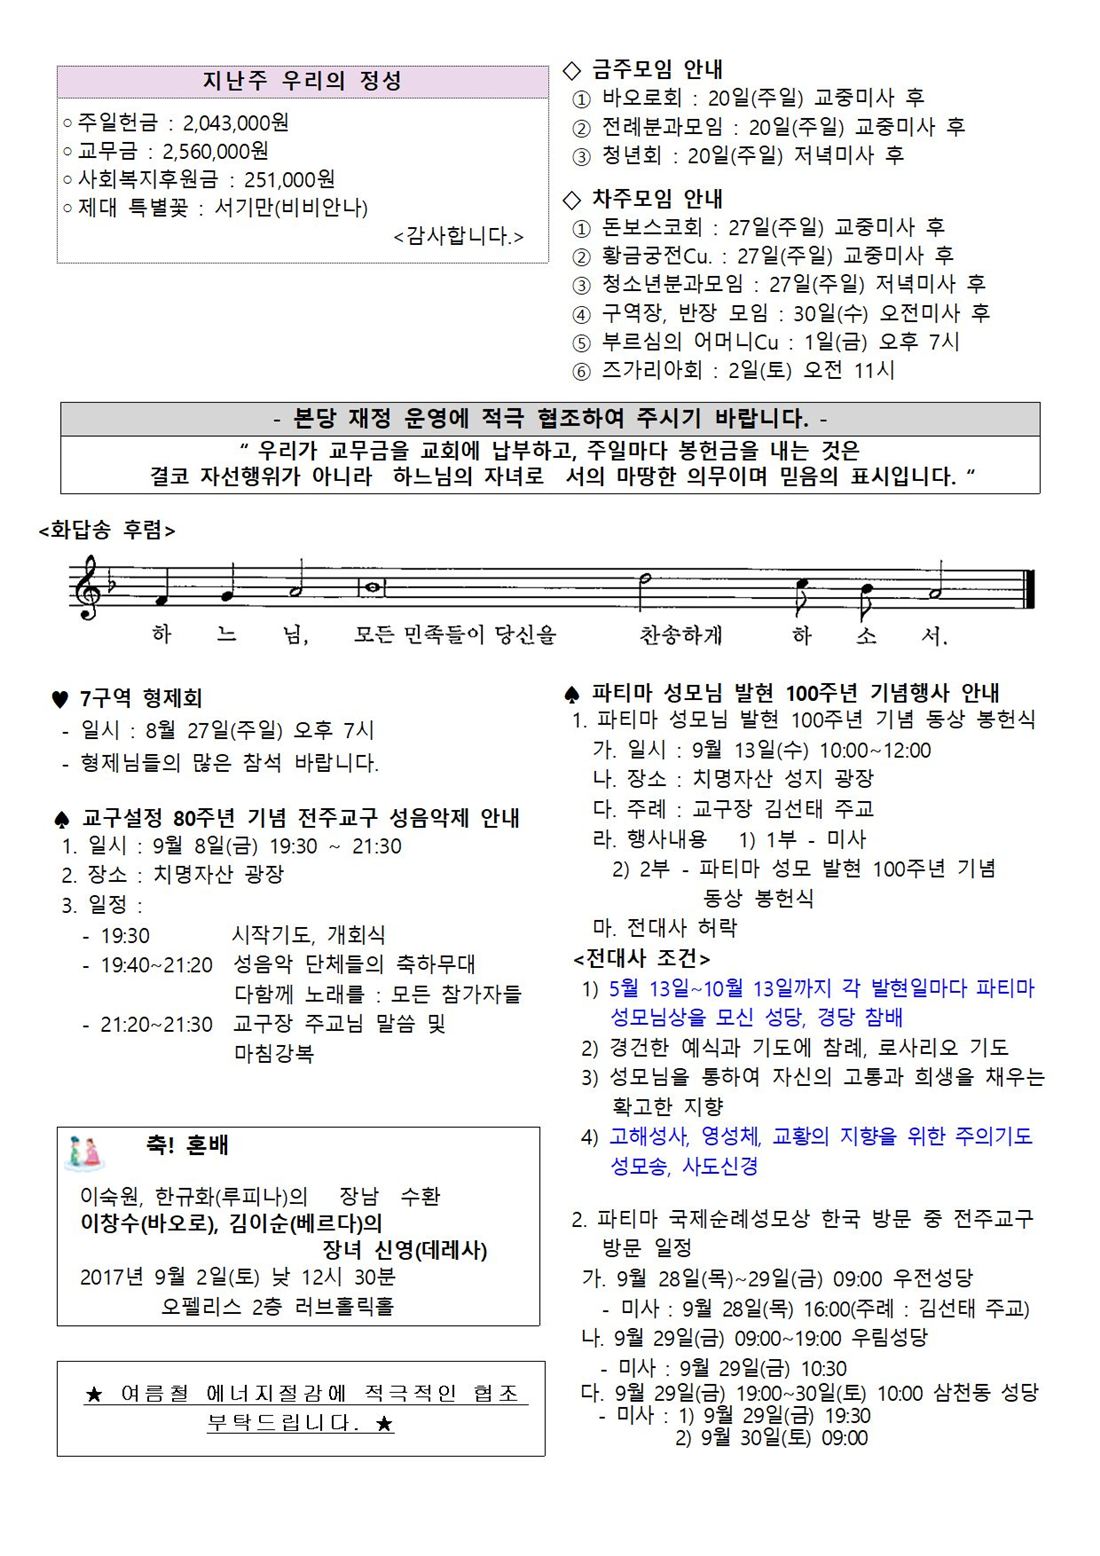 지난주 우리의 정성
○ 주일헌금 : 2,043,000원
○ 교무금 : 2,560,000원
○ 사회복지후원금 : 251,000원
○ 제대 특별꽃 : 서기만(비비안나)
<감사합니다.>
◇ 금주모임 안내
① 바오로회 : 20일(주일) 교중미사 후
② 전례분과모임 : 20일(주일) 교중미사 후
③ 청년회 : 20일(주일) 저녁미사 후
◇ 차주모임 안내
① 돈보스코회 : 27일(주일) 교중미사 후
② 황금궁전Cu. : 27일(주일) 교중미사 후
③ 청소년분과모임 : 27일(주일) 저녁미사 후
④ 구역장, 반장 모임 : 30일(수) 오전미사 후
⑤ 부르심의 어머니Cu : 1일(금) 오후 7시
⑥ 즈가리아회 : 2일(토) 오전 11시
- 본당 재정 운영에 적극 협조하여 주시기 바랍니다. -
“ 우리가 교무금을 교회에 납부하고, 주일마다 봉헌금을 내는 것은
결코 자선행위가 아니라 하느님의 자녀로 서의 마땅한 의무이며 믿음의 표시입니다. “
<화답송 후렴>
하 느 님, 모든 민족들이 당신을 찬송하게 하 소 서.
♥ 7구역 형제회
- 일시 : 8월 27일(주일) 오후 7시
- 형제님들의 많은 참석 바랍니다.
♠ 교구설정 80주년 기념 전주교구 성음악제 안내
1. 일시 : 9월 8일(금) 19:30 ~ 21:30
2. 장소 : 치명자산 광장
3. 일정 :
- 19:30 시작기도, 개회식
- 19:40~21:20 성음악 단체들의 축하무대
다함께 노래를 : 모든 참가자들
- 21:20~21:30 교구장 주교님 말씀 및
마침강복
축! 혼배
이숙원, 한규화(루피나)의 장남 수환
이창수(바오로), 김이순(베르다)의
장녀 신영(데레사)
2017년 9월 2일(토) 낮 12시 30분
오펠리스 2층 러브홀릭홀
★ 여름철 에너지절감에 적극적인 협조
부탁드립니다. ★
♠ 파티마 성모님 발현 100주년 기념행사 안내
1. 파티마 성모님 발현 100주년 기념 동상 봉헌식
가. 일시 : 9월 13일(수) 10:00~12:00
나. 장소 : 치명자산 성지 광장
다. 주례 : 교구장 김선태 주교
라. 행사내용 1) 1부 - 미사
2) 2부 - 파티마 성모 발현 100주년 기념
동상 봉헌식
마. 전대사 허락
<전대사 조건>
1) 5월 13일~10월 13일까지 각 발현일마다 파티마
성모님상을 모신 성당, 경당 참배
2) 경건한 예식과 기도에 참례, 로사리오 기도
3) 성모님을 통하여 자신의 고통과 희생을 채우는
확고한 지향
4) 고해성사, 영성체, 교황의 지향을 위한 주의기도
성모송, 사도신경
2. 파티마 국제순례성모상 한국 방문 중 전주교구
방문 일정
가. 9월 28일(목)~29일(금) 09:00 우전성당
- 미사 : 9월 28일(목) 16:00(주례 : 김선태 주교)
나. 9월 29일(금) 09:00~19:00 우림성당
- 미사 : 9월 29일(금) 10:30
다. 9월 29일(금) 19:00~30일(토) 10:00 삼천동 성당
- 미사 : 1) 9월 29일(금) 19:30
2) 9월 30일(토) 09:00